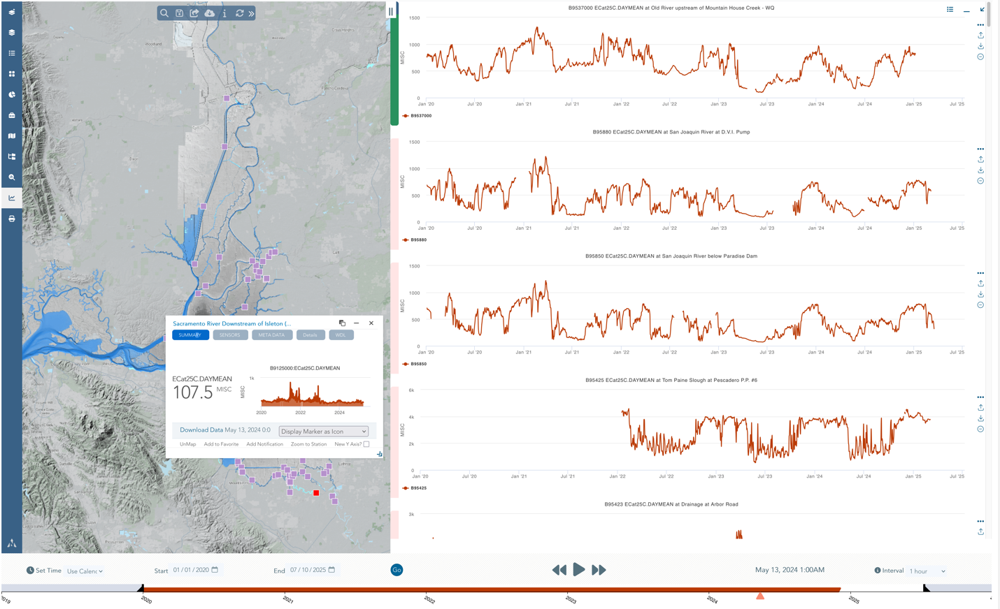 B9537000 ECat25C.DAYMEAN at Old River upstream of Mountain House Creek - WQ
1500
1000
500
0
MISC
Jan '20 Jul '20 Jan '21 Jul '21 Jan '22 Jul '22 Jan '23 Jul '23 Jan '24 Jul '24 Jan '25 Jul '25
B9537000
B95880 ECat25C.DAYMEAN at San Joaquin River at D.V.I. Pump
1500
1000
500
0
MISC
Jan '20 Jul '20 Jan '21 Jul '21 Jan '22 Jul '22 Jan '23 Jul '23 Jan '24 Jul '24 Jan '25 Jul '25
B95880
B95850 ECat25C.DAYMEAN at San Joaquin River below Paradise Dam
1500
1000
500
0
MISC
Jan '20 Jul '20 Jan '21 Jul '21 Jan '22 Jul '22 Jan '23 Jul '23 Jan '24 Jul '24 Jan '25 Jul '25
B95850
B95425 ECat25C.DAYMEAN at Tom Paine Slough at Pescadero P.P. #6
6k
4k
2k
0
MISC
Jan '20 Jul '20 Jan '21 Jul '21 Jan '22 Jul '22 Jan '23 Jul '23 Jan '24 Jul '24 Jan '25 Jul '25
B95425
B95423 ECat25C.DAYMEAN at Drainage at Arbor Road
3k
Woodland
Sacramento River Downstream of Isleton (...
SUMMARY SENSORS META DATA Details WDL
B9125000:ECat25C.DAYMEAN
ECat25C.DAYMEAN
107.5 MISC
MISC
1k
2020 2022 2024
Download Data May 13, 2024 0:0 Display Marker as Icon
UnMap Add to Favorite Add Notification Zoom to Station New Y Axis?
Lathrop
Set Time Use Calenc Start 01/01/2020 End 07/10/2025 Go May 13, 2024 1:00AM Interval 1 hour
2019 2020 2021 2022 2023 2024 2025